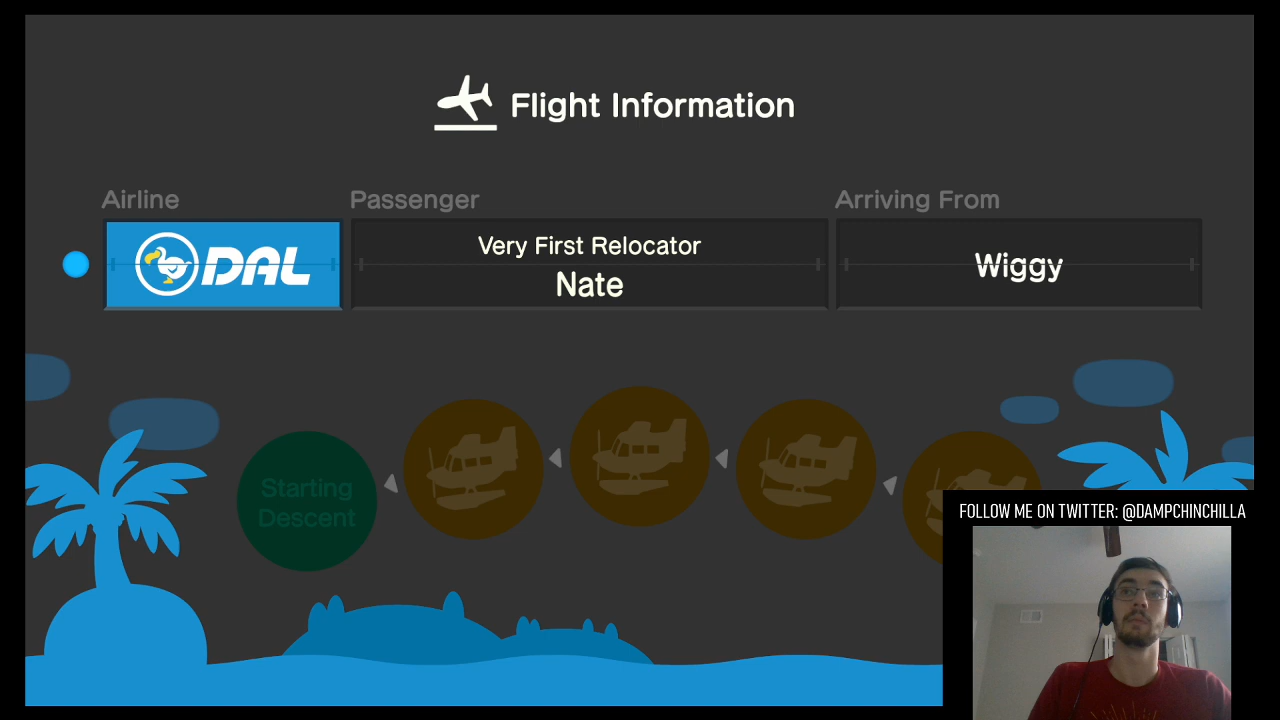 Flight Information
Airline
Passenger
Arriving From
DAL
Very First Relocator
Nate
Wiggy
Starting
Descent
FOLLOW ME ON TWITTER: @DAMPCHINCHILLA